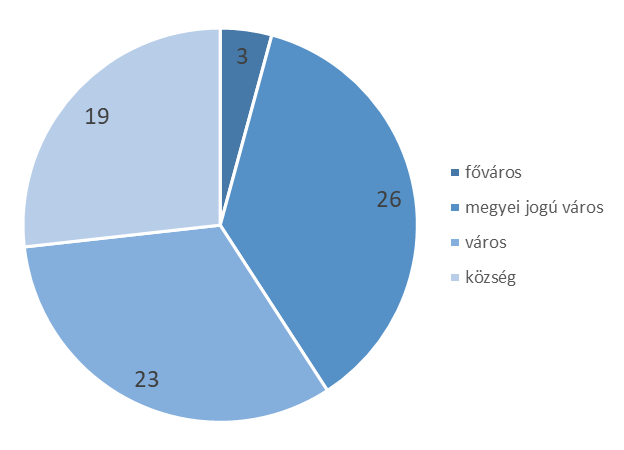 3
26
23
19
főváros
megyei jogú város
város
község